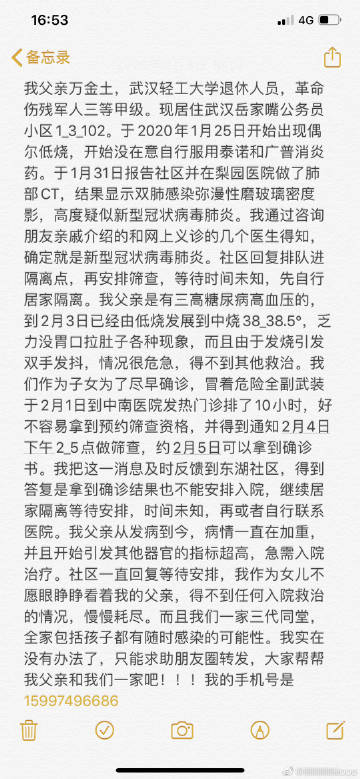 16:53
4G
备忘录
我父亲万金土，武汉轻工大学退休人员，革命
伤残军人三等甲级。现居住武汉岳家嘴公务员
小区1_3_102。于2020年1月25日开始出现偶
尔低烧，开始没在意自行服用泰诺和广普消炎
药。于1月31日报告社区并在梨园医院做了肺
部CT，结果显示双肺感染弥漫性磨玻璃密度
影，高度疑似新型冠状病毒肺炎。我通过咨询
朋友亲戚介绍的和网上义诊的几个医生得知，
确定就是新型冠状病毒肺炎。社区回复排队进
隔离点，再安排筛查，等待时间未知，先自行
居家隔离。我父亲是有三高糖尿病高血压的，
到2月3日已经由低烧发展到中烧38_38.5°，乏
力没胃口拉肚子各种现象，而且由于发烧引发
双手发抖，情况很危急，得不到其他救治。我
们作为子女为了尽早确诊，冒着危险全副武装
于2月1日到中南医院发热门诊排了10小时，好
不容易拿到预约筛查资格，并得到通知2月4日
下午2_5点做筛查，约2月5日可以拿到确诊
书。我把这一消息及时反馈到东湖社区，得到
答复是拿到确诊结果也不能安排入院，继续居
家隔离等待安排，时间未知，再或者自行联系
医院。我父亲从发病到今，病情一直在加重，
并且开始引发其他器官的指标超高，急需入院
治疗。社区一直回复等待安排，我作为女儿不
愿眼睁睁看着我的父亲，得不到任何入院救治
的情况，慢慢耗尽。而且我们一家三代同堂，
全家包括孩子都有随时感染的可能性。我实在
没有办法了，只能求助朋友圈转发，大家帮帮
我父亲和我们一家吧！！！我的手机号是
15997496686